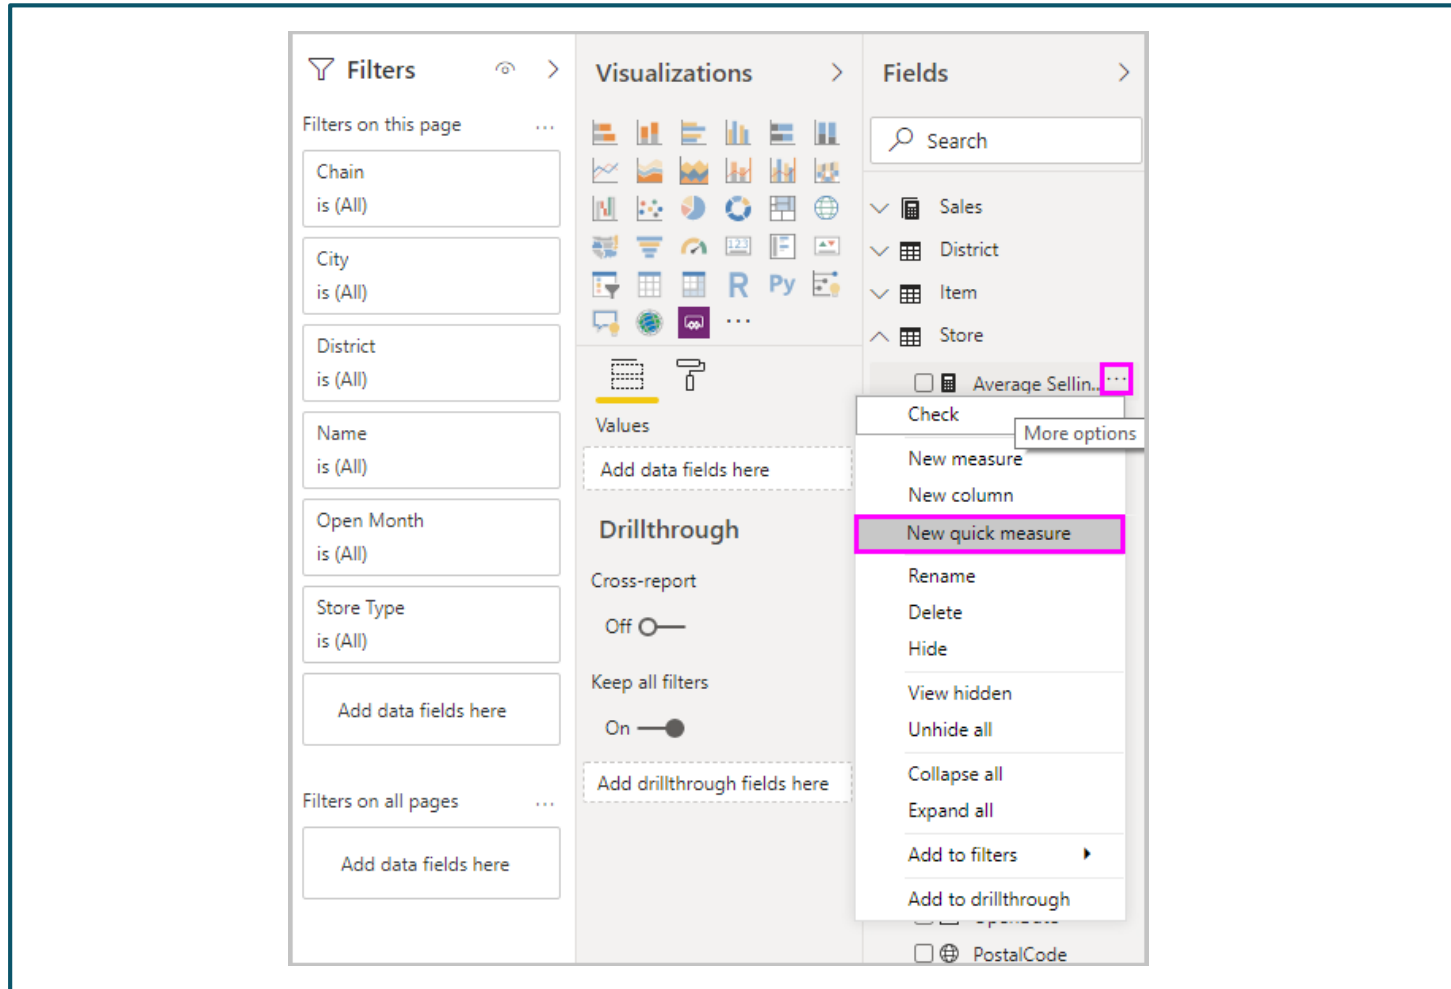 Filters
Filters on this page
...
Chain
is (All)
City
is (All)
District
is (All)
Name
is (All)
Open Month
is (All)
Store Type
is (All)
Add data fields here
Filters on all pages
...
Add data fields here
Visualizations
123
R
Py
...
Values
Add data fields here
Drillthrough
Cross-report
Off
Keep all filters
On
Add drillthrough fields here
Fields
Search
Sales
District
Item
Store
Average Sellin...
...
Check
More options
New measure
New column
New quick measure
Rename
Delete
Hide
View hidden
Unhide all
Collapse all
Expand all
Add to filters
Add to drillthrough
PostalCode